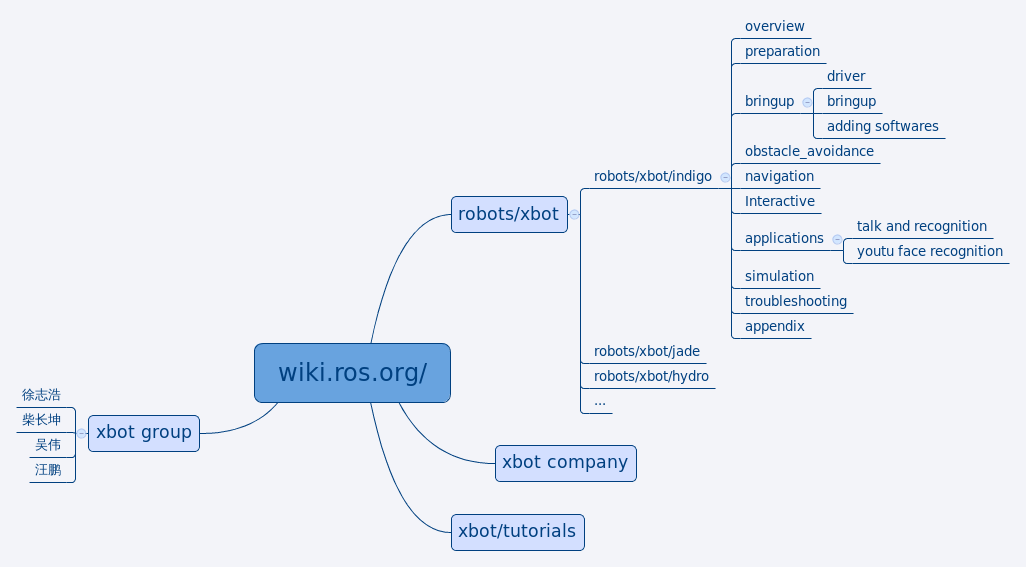 wiki.ros.org/
robots/xbot
robots/xbot/indigo
overview
preparation
bringup
driver
bringup
adding softwares
obstacle_avoidance
navigation
Interactive
applications
talk and recognition
youtu face recognition
simulation
troubleshooting
appendix
robots/xbot/jade
robots/xbot/hydro
...
xbot company
xbot/tutorials
xbot group
徐志浩
柴长坤
吴伟
汪鹏